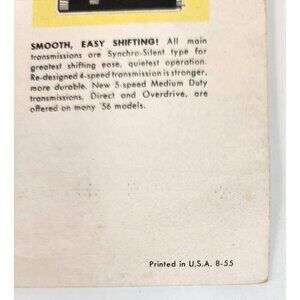 SMOOTH, EASY SHIFTING! All main
transmissions are Synchro-Silent type for
greatest shifting ease, quietest operation.
Re-designed 4-speed transmission is stronger,
more durable. New 5-speed Medium Duty
transmissions, Direct and Overdrive, are
offered on many '56 models.
Printed in U.S.A. 8-55